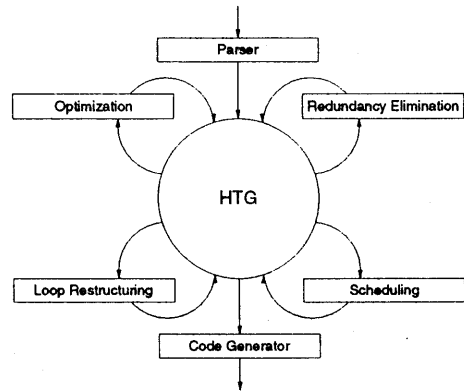 Parser
Optimization
Redundancy Elimination
HTG
Loop Restructuring
Scheduling
Code Generator